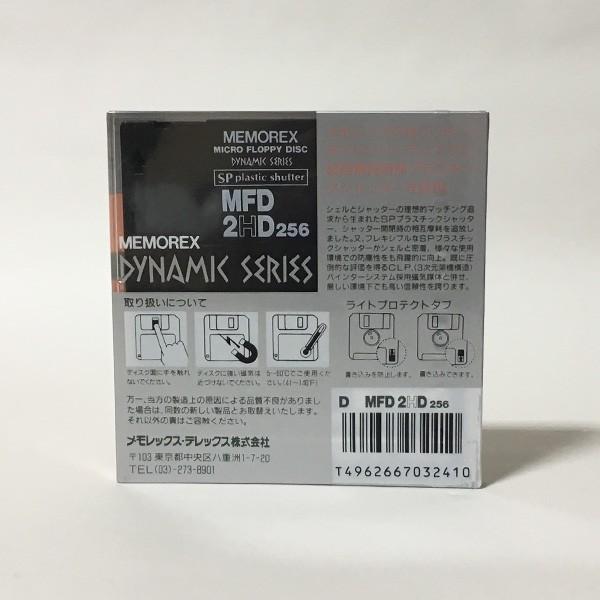 MEMOREX
MICRO FLOPPY DISC
DYNAMIC SERIES
SP plastic shutter
MFD
2HD 256
MEMOREX
DYNAMIC SERIES
シェルとシャッターの理想的マッチング追
求から生まれたSPプラスチックシャッタ
ー、シャッター開閉時の相互摩耗を追放し
ました。又、フレキシブルなSPプラスチ
ックシャッターがシェルと密着、様々な使用
環境での防塵性をも飛躍的に向上。既に圧
倒的な評価を得るCLP、(3次元架橋構造)
バインターシステム採用磁気媒体と併せ、
厳しい環境下でも高い信頼性を誇ります。
取り扱いについて
ライトプロテクトタブ
ディスク面に手を触れ
ないでください。
ディスクに強い磁気は
近づけないでください。
5〜60℃でご使用くだ
さい。(41〜140°F)
書き込みを防止します。
書き込みできます。
万一、当方の製造上の原因による品質不良がありまし
た場合は、同数の新しい製品とお取替えいたします。
それ以外の責はご容赦ください。
メモレックス・テレックス株式会社
〒103 東京都中央区八重洲1-7-20
TEL (03)-273-8901
D MFD 2HD 256
T4962667032410